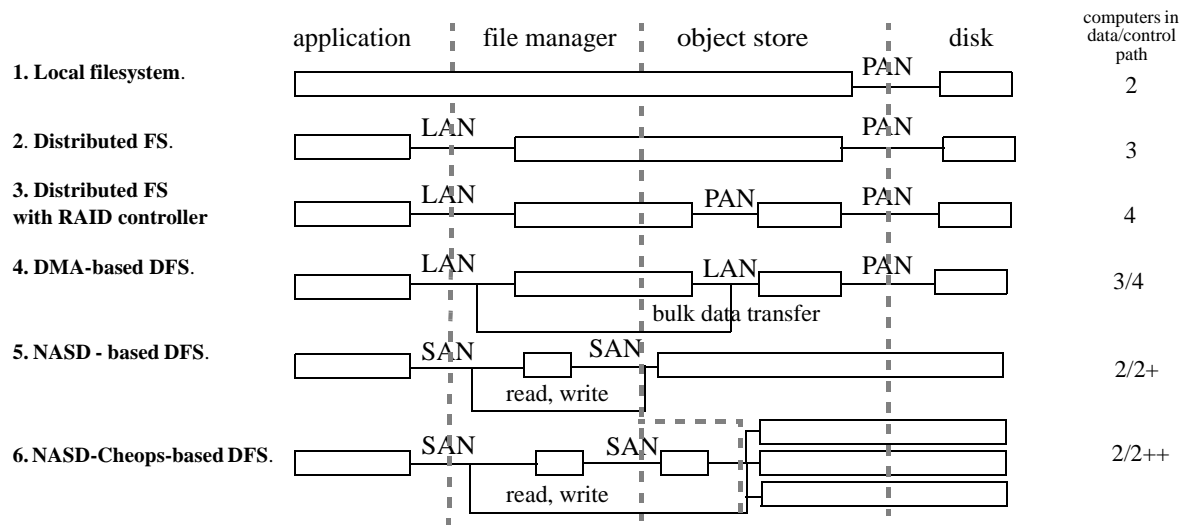 computers in
data/control
path
application file manager object store disk
1. Local filesystem. PAN 2
2. Distributed FS. LAN PAN 3
3. Distributed FS
with RAID controller LAN PAN PAN 4
4. DMA-based DFS. LAN LAN PAN 3/4
bulk data transfer
5. NASD - based DFS. SAN SAN 2/2+
read, write
6. NASD-Cheops-based DFS. SAN SAN 2/2++
read, write